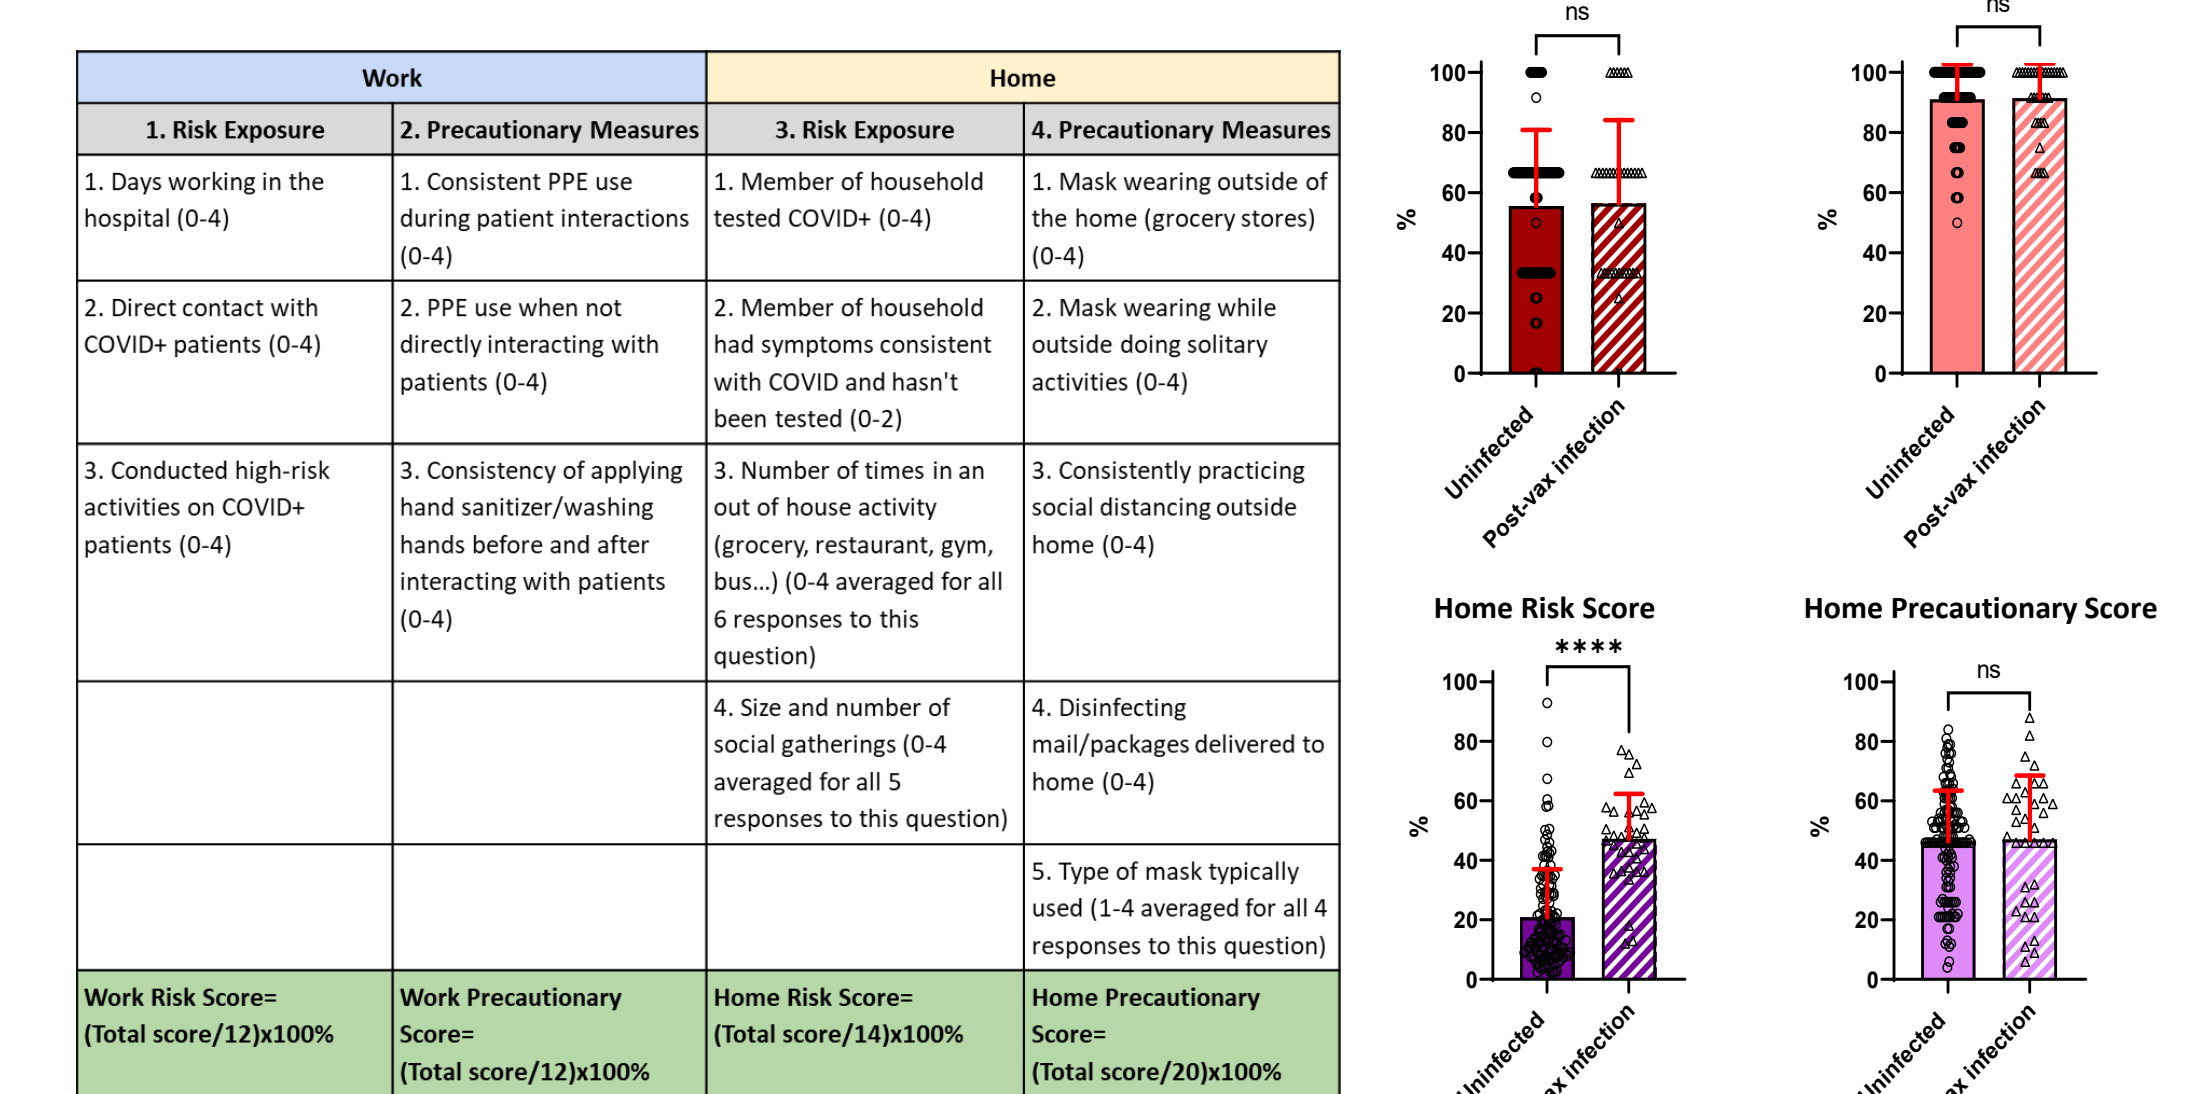 Work
Home
1. Risk Exposure
2. Precautionary Measures
3. Risk Exposure
4. Precautionary Measures
1. Days working in the
hospital (0-4)
1. Consistent PPE use
during patient interactions
(0-4)
1. Member of household
tested COVID+ (0-4)
1. Mask wearing outside of
the home (grocery stores)
(0-4)
2. Direct contact with
COVID+ patients (0-4)
2. PPE use when not
directly interacting with
patients (0-4)
2. Member of household
had symptoms consistent
with COVID and hasn't
been tested (0-2)
2. Mask wearing while
outside doing solitary
activities (0-4)
3. Conducted high-risk
activities on COVID+
patients (0-4)
3. Consistency of applying
hand sanitizer/washing
hands before and after
interacting with patients
(0-4)
3. Number of times in an
out of house activity
(grocery, restaurant, gym,
bus...) (0-4 averaged for all
6 responses to this
question)
3. Consistently practicing
social distancing outside
home (0-4)
4. Size and number of
social gatherings (0-4
averaged for all 5
responses to this question)
4. Disinfecting
mail/packages delivered to
home (0-4)
5. Type of mask typically
used (1-4 averaged for all 4
responses to this question)
Work Risk Score=
(Total score/12)x100%
Work Precautionary
Score=
(Total score/12)x100%
Home Risk Score=
(Total score/14)x100%
Home Precautionary
Score=
(Total score/20)x100%
ns
100
80
60
40
20
0
%
Uninfected
Post-vax infection
ns
100
80
60
40
20
0
%
Uninfected
Post-vax infection
Home Risk Score
****
100
80
60
40
20
0
%
Uninfected
ax infection
Home Precautionary Score
ns
100
80
60
40
20
0
%
Uninfected
ax infection